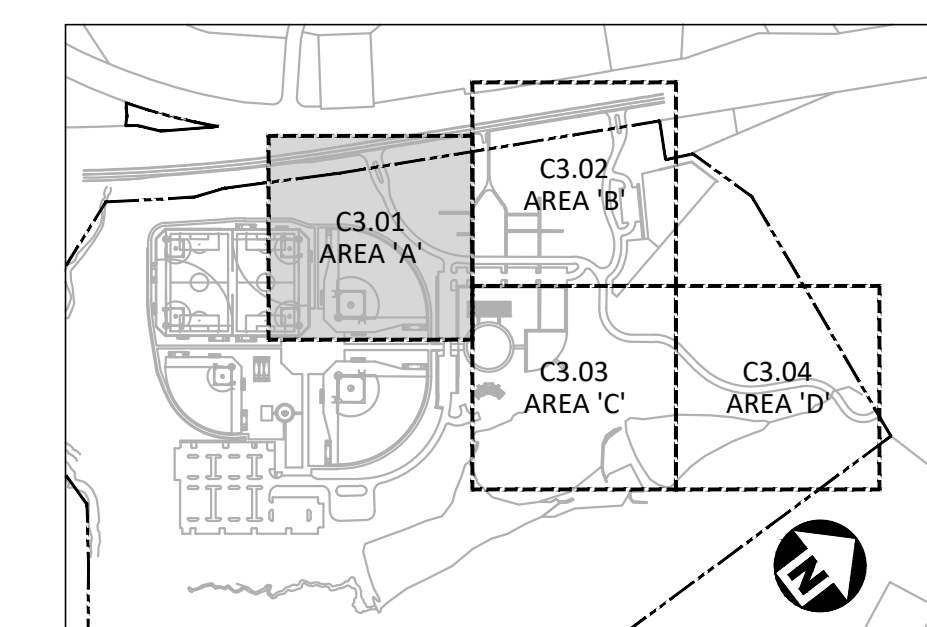 C3.01
AREA 'A'
C3.02
AREA 'B'
C3.03
AREA 'C'
C3.04
AREA 'D'
N